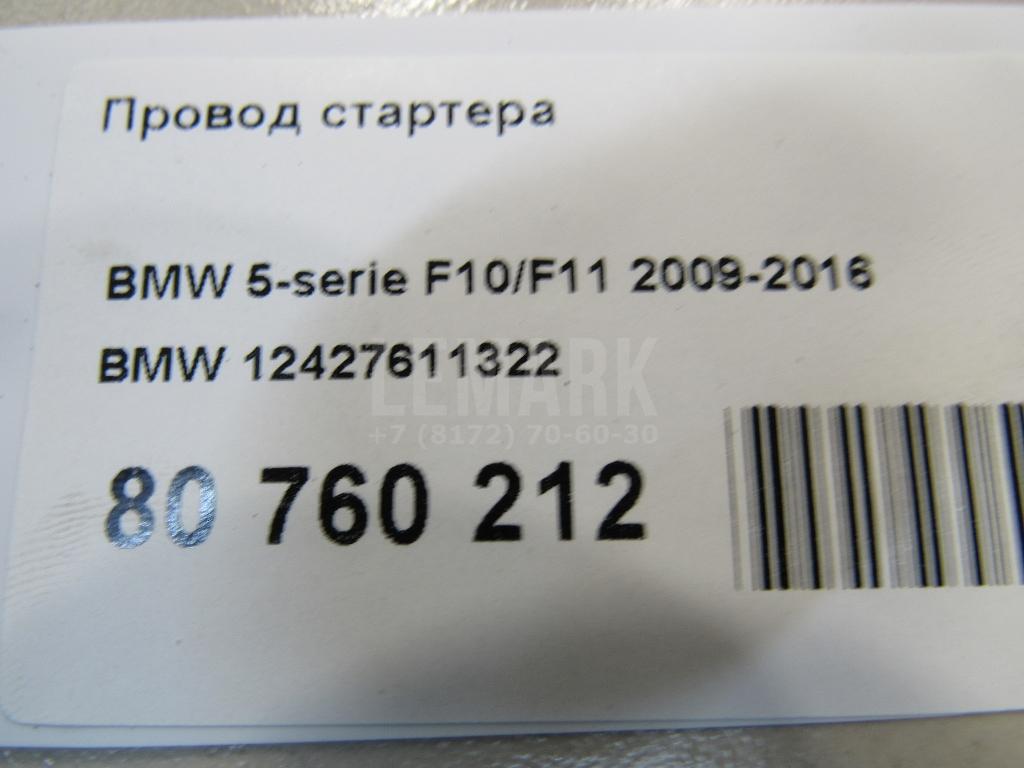 Провод стартера
BMW 5-serie F10/F11 2009-2016
BMW 12427611322
LEMARK
+7 (8172) 70-60-30
80 760 212